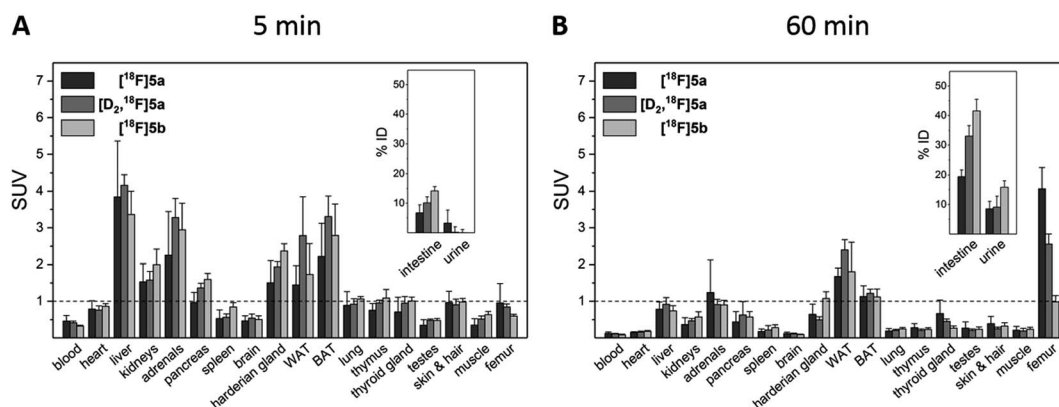 A 5 min
B 60 min
SUV
7
6
5
4
3
2
1
[¹⁸F]5a
[D₂,¹⁸F]5a
[¹⁸F]5b
% ID
50
40
30
20
10
intestine
urine
blood
heart
liver
kidneys
adrenals
pancreas
spleen
brain
harderian gland
WAT
BAT
lung
thymus
thyroid gland
testes
skin & hair
muscle
femur
SUV
7
6
5
4
3
2
1
[¹⁸F]5a
[D₂,¹⁸F]5a
[¹⁸F]5b
% ID
50
40
30
20
10
intestine
urine
blood
heart
liver
kidneys
adrenals
pancreas
spleen
brain
harderian gland
WAT
BAT
lung
thymus
thyroid gland
testes
skin & hair
muscle
femur